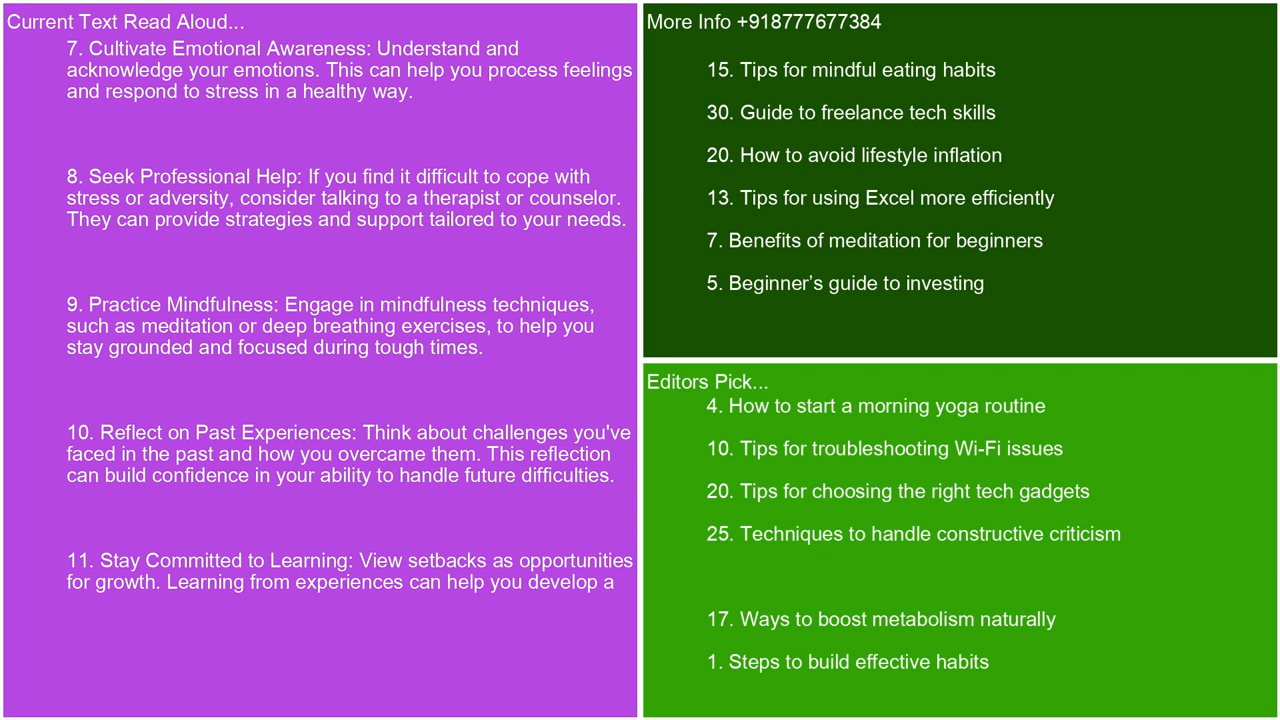 Current Text Read Aloud...
7. Cultivate Emotional Awareness: Understand and
acknowledge your emotions. This can help you process feelings
and respond to stress in a healthy way.
8. Seek Professional Help: If you find it difficult to cope with
stress or adversity, consider talking to a therapist or counselor.
They can provide strategies and support tailored to your needs.
9. Practice Mindfulness: Engage in mindfulness techniques,
such as meditation or deep breathing exercises, to help you
stay grounded and focused during tough times.
10. Reflect on Past Experiences: Think about challenges you've
faced in the past and how you overcame them. This reflection
can build confidence in your ability to handle future difficulties.
11. Stay Committed to Learning: View setbacks as opportunities
for growth. Learning from experiences can help you develop a
More Info +918777677384
15. Tips for mindful eating habits
30. Guide to freelance tech skills
20. How to avoid lifestyle inflation
13. Tips for using Excel more efficiently
7. Benefits of meditation for beginners
5. Beginner’s guide to investing
Editors Pick...
4. How to start a morning yoga routine
10. Tips for troubleshooting Wi-Fi issues
20. Tips for choosing the right tech gadgets
25. Techniques to handle constructive criticism
17. Ways to boost metabolism naturally
1. Steps to build effective habits